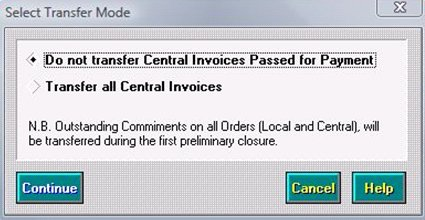 Select Transfer Mode
Do not transfer Central Invoices Passed for Payment
Transfer all Central Invoices
N.B. Outstanding Commiments on all Orders (Local and Central), will
be transferred during the first preliminary closure.
Continue Cancel Help